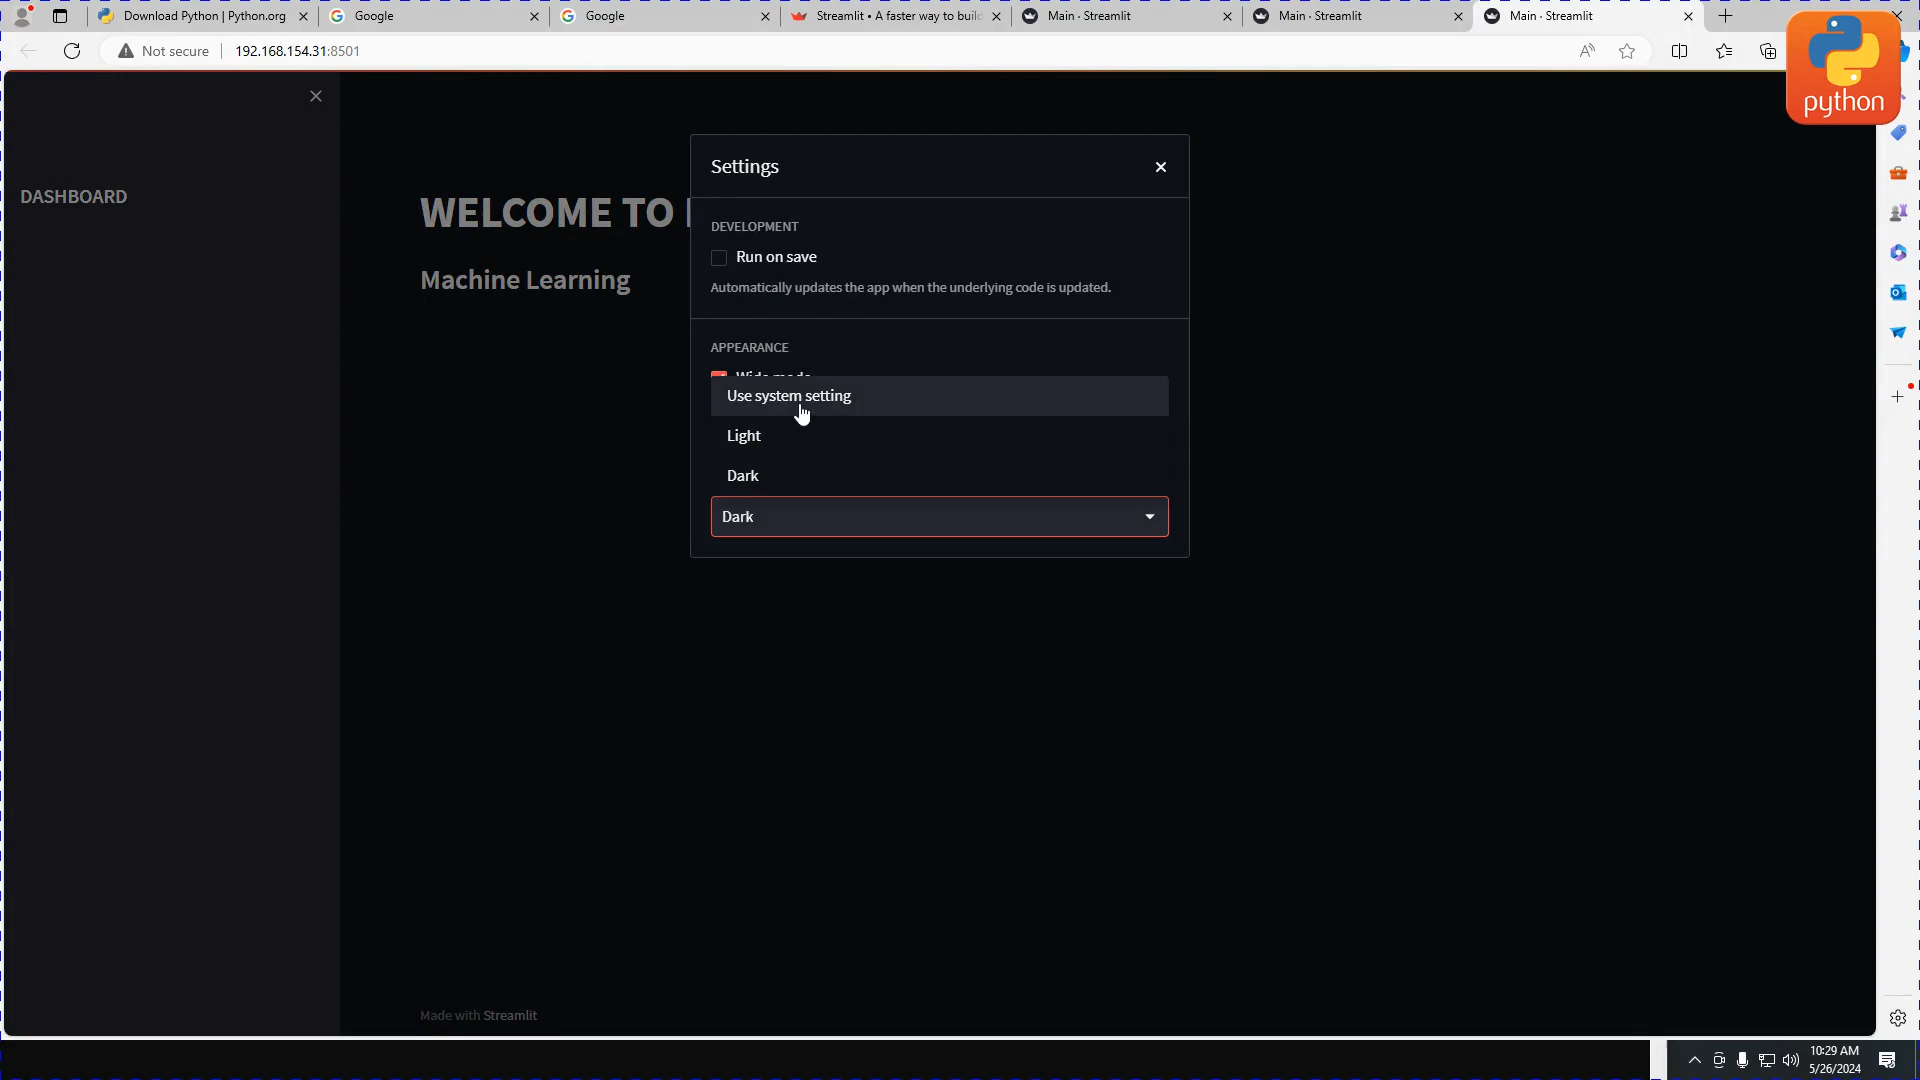 Download Python | Python.org
Google
Google
Streamlit • A faster way to build
Main · Streamlit
Main · Streamlit
Main · Streamlit
Not secure
192.168.154.31:8501
python
DASHBOARD
WELCOME TO
Machine Learning
Settings
DEVELOPMENT
Run on save
Automatically updates the app when the underlying code is updated.
APPEARANCE
Wide mode
Use system setting
Light
Dark
Dark
Made with Streamlit
10:29 AM
5/26/2024